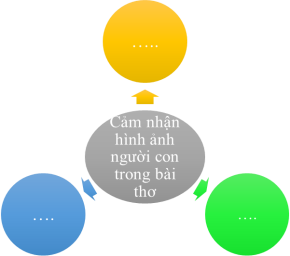 .....
Cảm nhận
hình ảnh
người con
trong bài
thơ
....
....